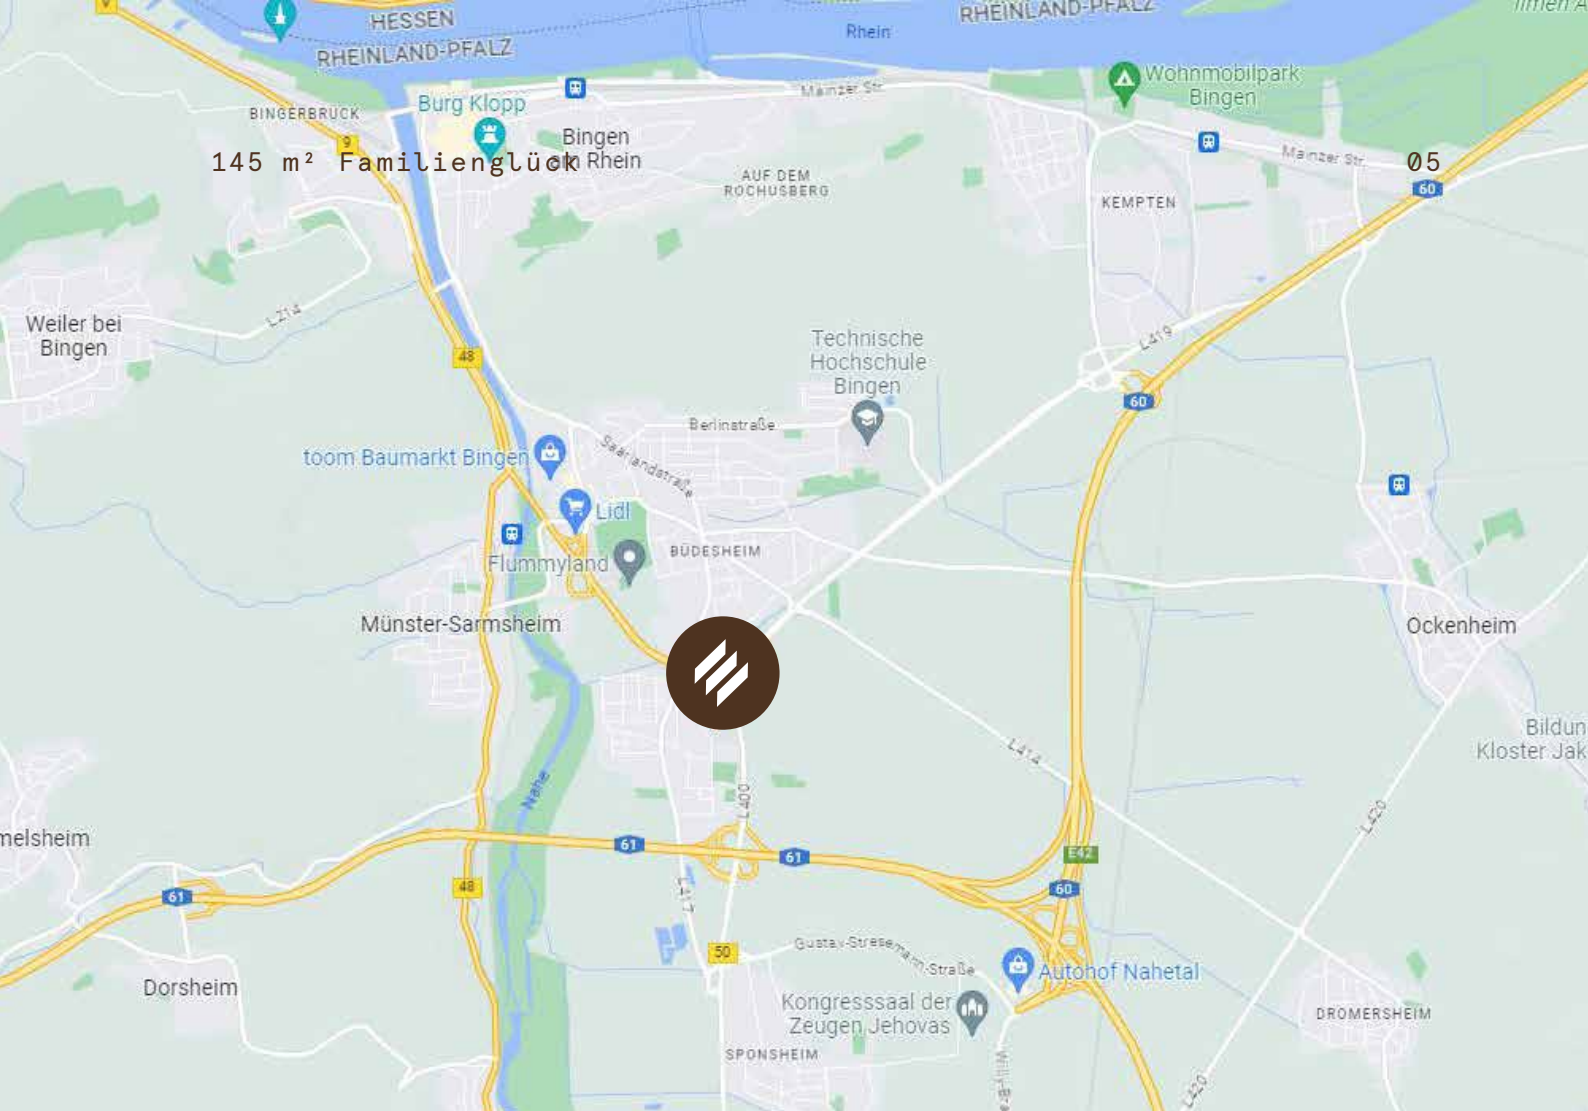 HESSEN
RHEINLAND-PFALZ
Rhein
RHEINLAND-PFALZ
9
BINGERBRÜCK
Burg Klopp
Mainzer Str.
Wohnmobilpark
Bingen
Bingen
am Rhein
145 m² Familienglück
05
AUF DEM
ROCHUSBERG
KEMPTEN
Mainzer Str.
60
Weiler bei
Bingen
L214
48
Technische
Hochschule
Bingen
L419
60
Berlinstraße
Saarlandstraße
toom Baumarkt Bingen
Lidl
Flummyland
BÜDESHEIM
Münster-Sarmsheim
Ockenheim
Nahe
L400
L414
L420
Kloster Jak
melsheim
61
61
61
E42
60
48
L417
50
Gustav-Stresemann-Straße
Autohof Nahetal
Dorsheim
Kongresssaal der
Zeugen Jehovas
DROMERSHEIM
SPONSHEIM
Willy-Bra
L420
Bildun